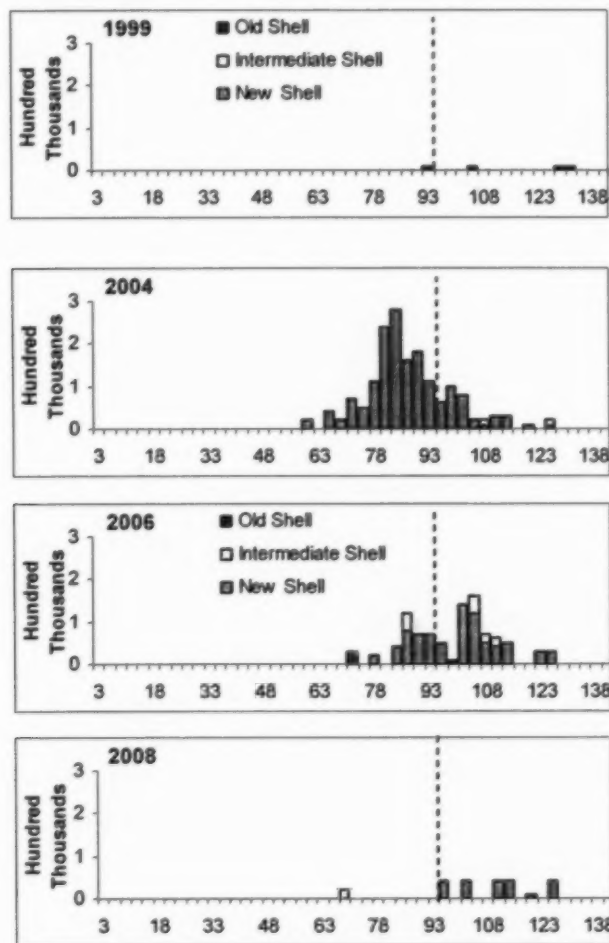 1999
Old Shell
Intermediate Shell
New Shell
Hundred Thousands
3
2
1
0
3 18 33 48 63 78 93 108 123 138
2004
Hundred Thousands
3
2
1
0
3 18 33 48 63 78 93 108 123 138
2006
Old Shell
Intermediate Shell
New Shell
Hundred Thousands
3
2
1
0
3 18 33 48 63 78 93 108 123 138
2008
Hundred Thousands
3
2
1
0
3 18 33 48 63 78 93 108 123 138